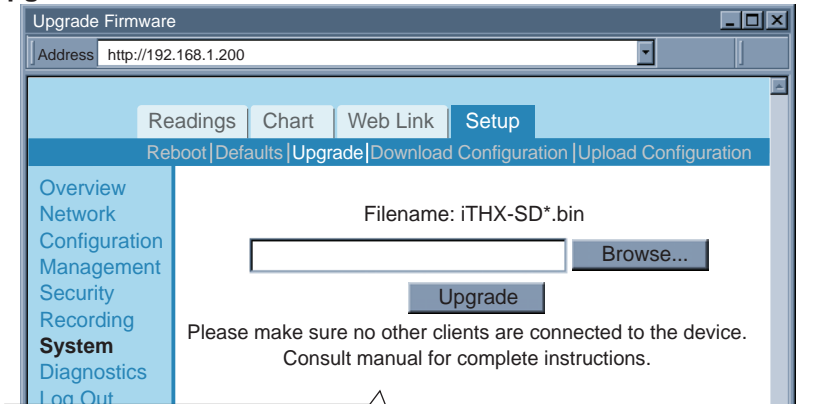 Upgrade Firmware
Address http://192.168.1.200
Readings Chart Web Link Setup
Reboot|Defaults|Upgrade|Download Configuration |Upload Configuration
Overview
Network
Configuration
Management
Security
Recording
System
Diagnostics
Log Out
Filename: iTHX-SD*.bin
Browse...
Upgrade
Please make sure no other clients are connected to the device.
Consult manual for complete instructions.